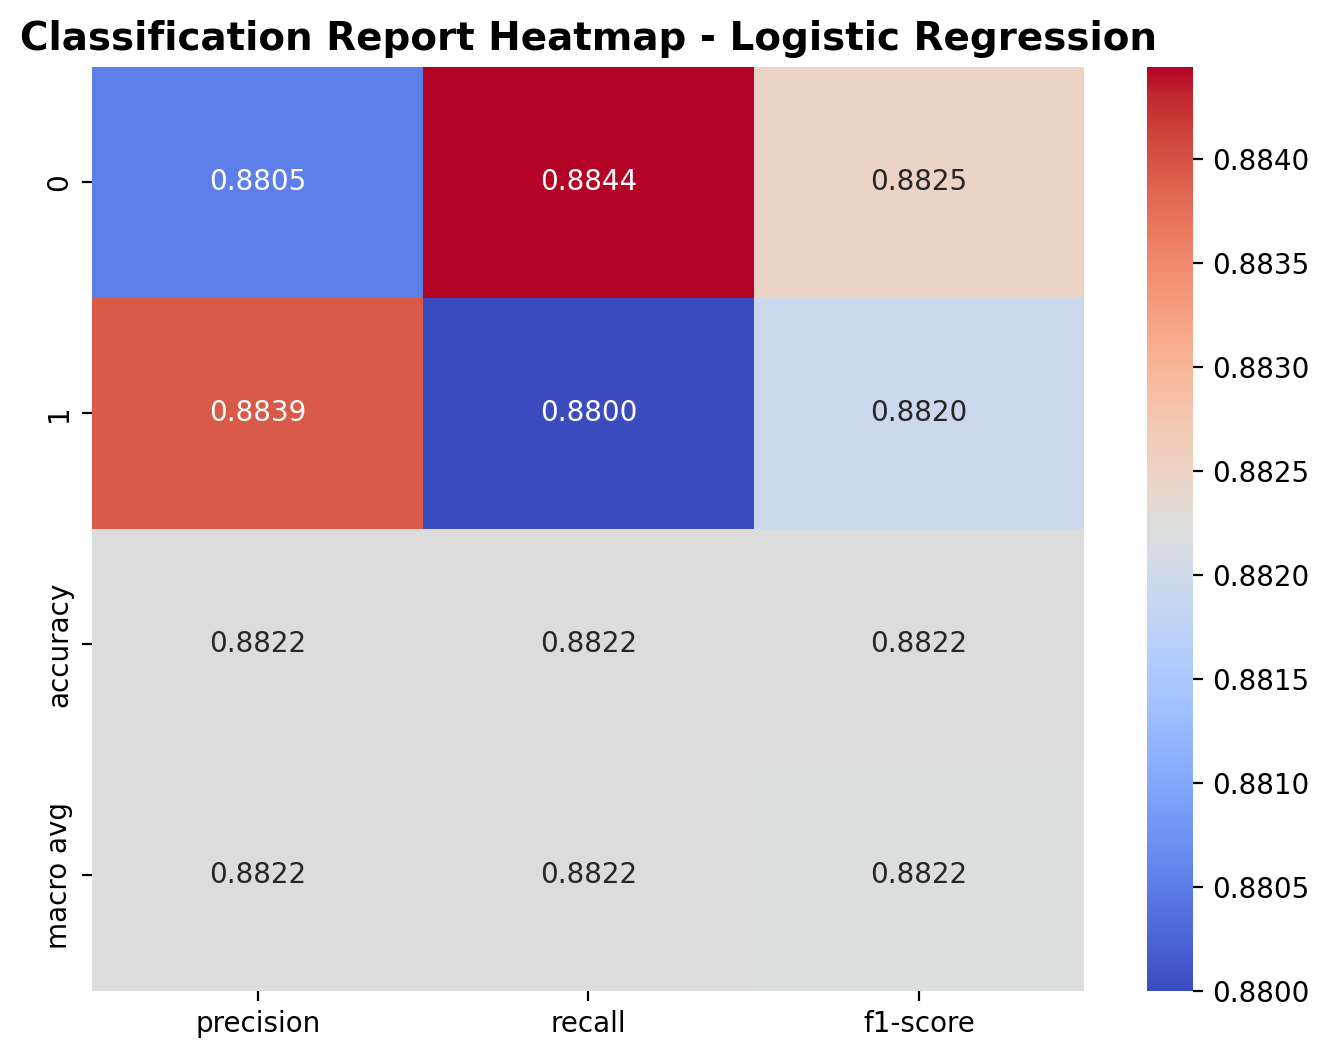 Classification Report Heatmap - Logistic Regression
0 0.8805 0.8844 0.8825
1 0.8839 0.8800 0.8820
accuracy 0.8822 0.8822 0.8822
macro avg 0.8822 0.8822 0.8822
precision recall f1-score
0.8840
0.8835
0.8830
0.8825
0.8820
0.8815
0.8810
0.8805
0.8800